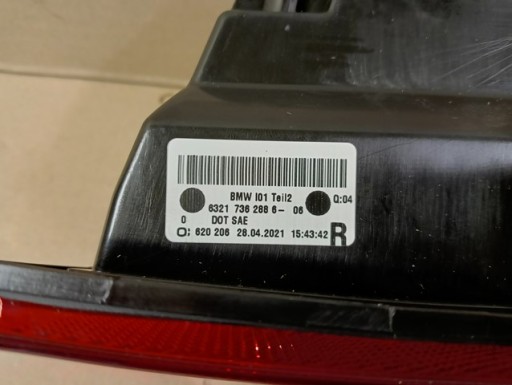 BMW I01 Teil2 Q:04
6321 736 288 6- 06
0 DOT SAE
O: 620 206 28.04.2021 15:43:42 R